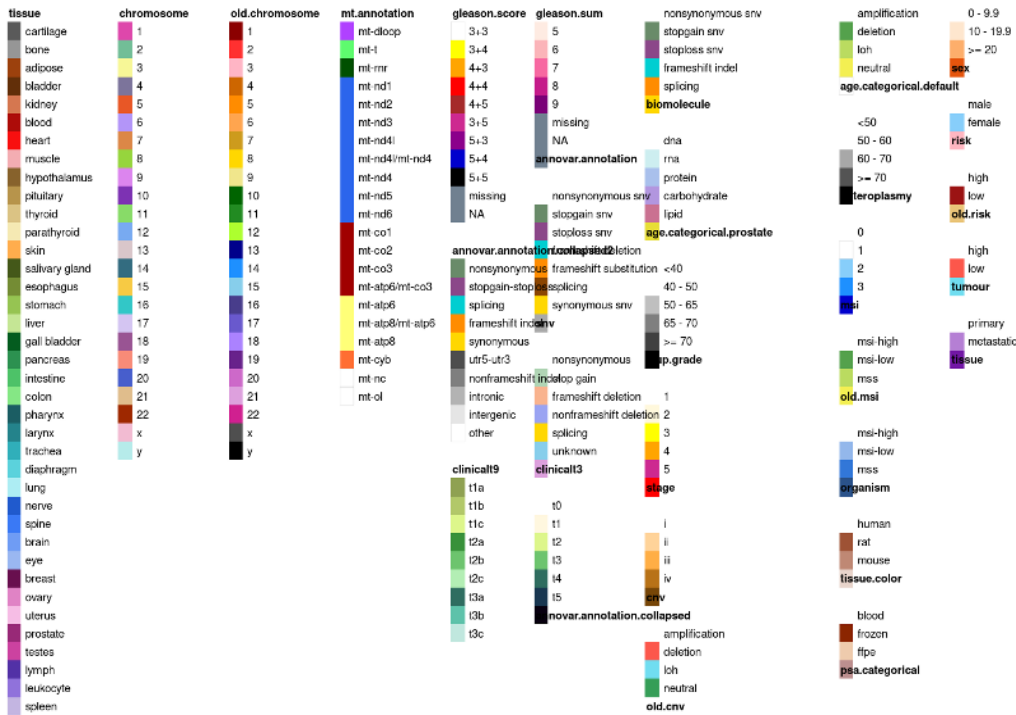 tissue
cartilage
bone
adipose
bladder
kidney
blood
heart
muscle
hypothalamus
pituitary
thyroid
parathyroid
skin
salivary gland
esophagus
stomach
liver
gall bladder
pancreas
intestine
colon
pharynx
larynx
trachea
diaphragm
lung
nerve
spine
brain
eye
breast
ovary
uterus
prostate
testes
lymph
leukocyte
spleen
chromosome
1
2
3
4
5
6
7
8
9
10
11
12
13
14
15
16
17
18
19
20
21
22
x
y
old.chromosome
1
2
3
4
5
6
7
8
9
10
11
12
13
14
15
16
17
18
19
20
21
22
x
y
mt.annotation
mt-dloop
mt-t
mt-rnr
mt-nd1
mt-nd2
mt-nd3
mt-nd4l
mt-nd4l/mt-nd4
mt-nd4
mt-nd5
mt-nd6
mt-co1
mt-co2
mt-co3
mt-atp6/mt-co3
mt-atp6
mt-atp8/mt-atp6
mt-atp8
mt-cyb
mt-nc
mt-ol
gleason.score
3+3
3+4
4+3
4+4
4+5
3+5
5+3
5+4
5+5
missing
NA
annovar.annotation.collapsed2
nonsynonymous
stopgain-stoploss
splicing
frameshift indel
synonymous
utr5-utr3
nonframeshift indel
intronic
intergenic
other
clinicalt9
t1a
t1b
t1c
t2a
t2b
t2c
t3a
t3b
t3c
gleason.sum
5
6
7
8
9
missing
NA
annovar.annotation
nonsynonymous snv
stopgain snv
stoploss snv
frameshift deletion
frameshift substitution
splicing
synonymous snv
snv
nonsynonymous
stop gain
frameshift deletion
nonframeshift deletion
splicing
unknown
clinicalt3
t0
t1
t2
t3
t4
t5
novar.annotation.collapsed
nonsynonymous snv
stopgain snv
stoploss snv
frameshift indel
splicing
biomolecule
dna
rna
protein
carbohydrate
lipid
age.categorical.prostate
<40
40 - 50
50 - 65
65 - 70
>= 70
up.grade
1
2
3
4
5
stage
i
ii
iii
iv
cnv
amplification
deletion
loh
neutral
old.cnv
amplification
deletion
loh
neutral
age.categorical.default
<50
50 - 60
60 - 70
>= 70
teroplasmy
0
1
2
3
msi
msi-high
msi-low
mss
old.msi
msi-high
msi-low
mss
organism
human
rat
mouse
tissue.color
blood
frozen
ffpe
psa.categorical
0 - 9.9
10 - 19.9
>= 20
sex
male
female
risk
high
low
old.risk
high
low
tumour
primary
metastatic
tissue